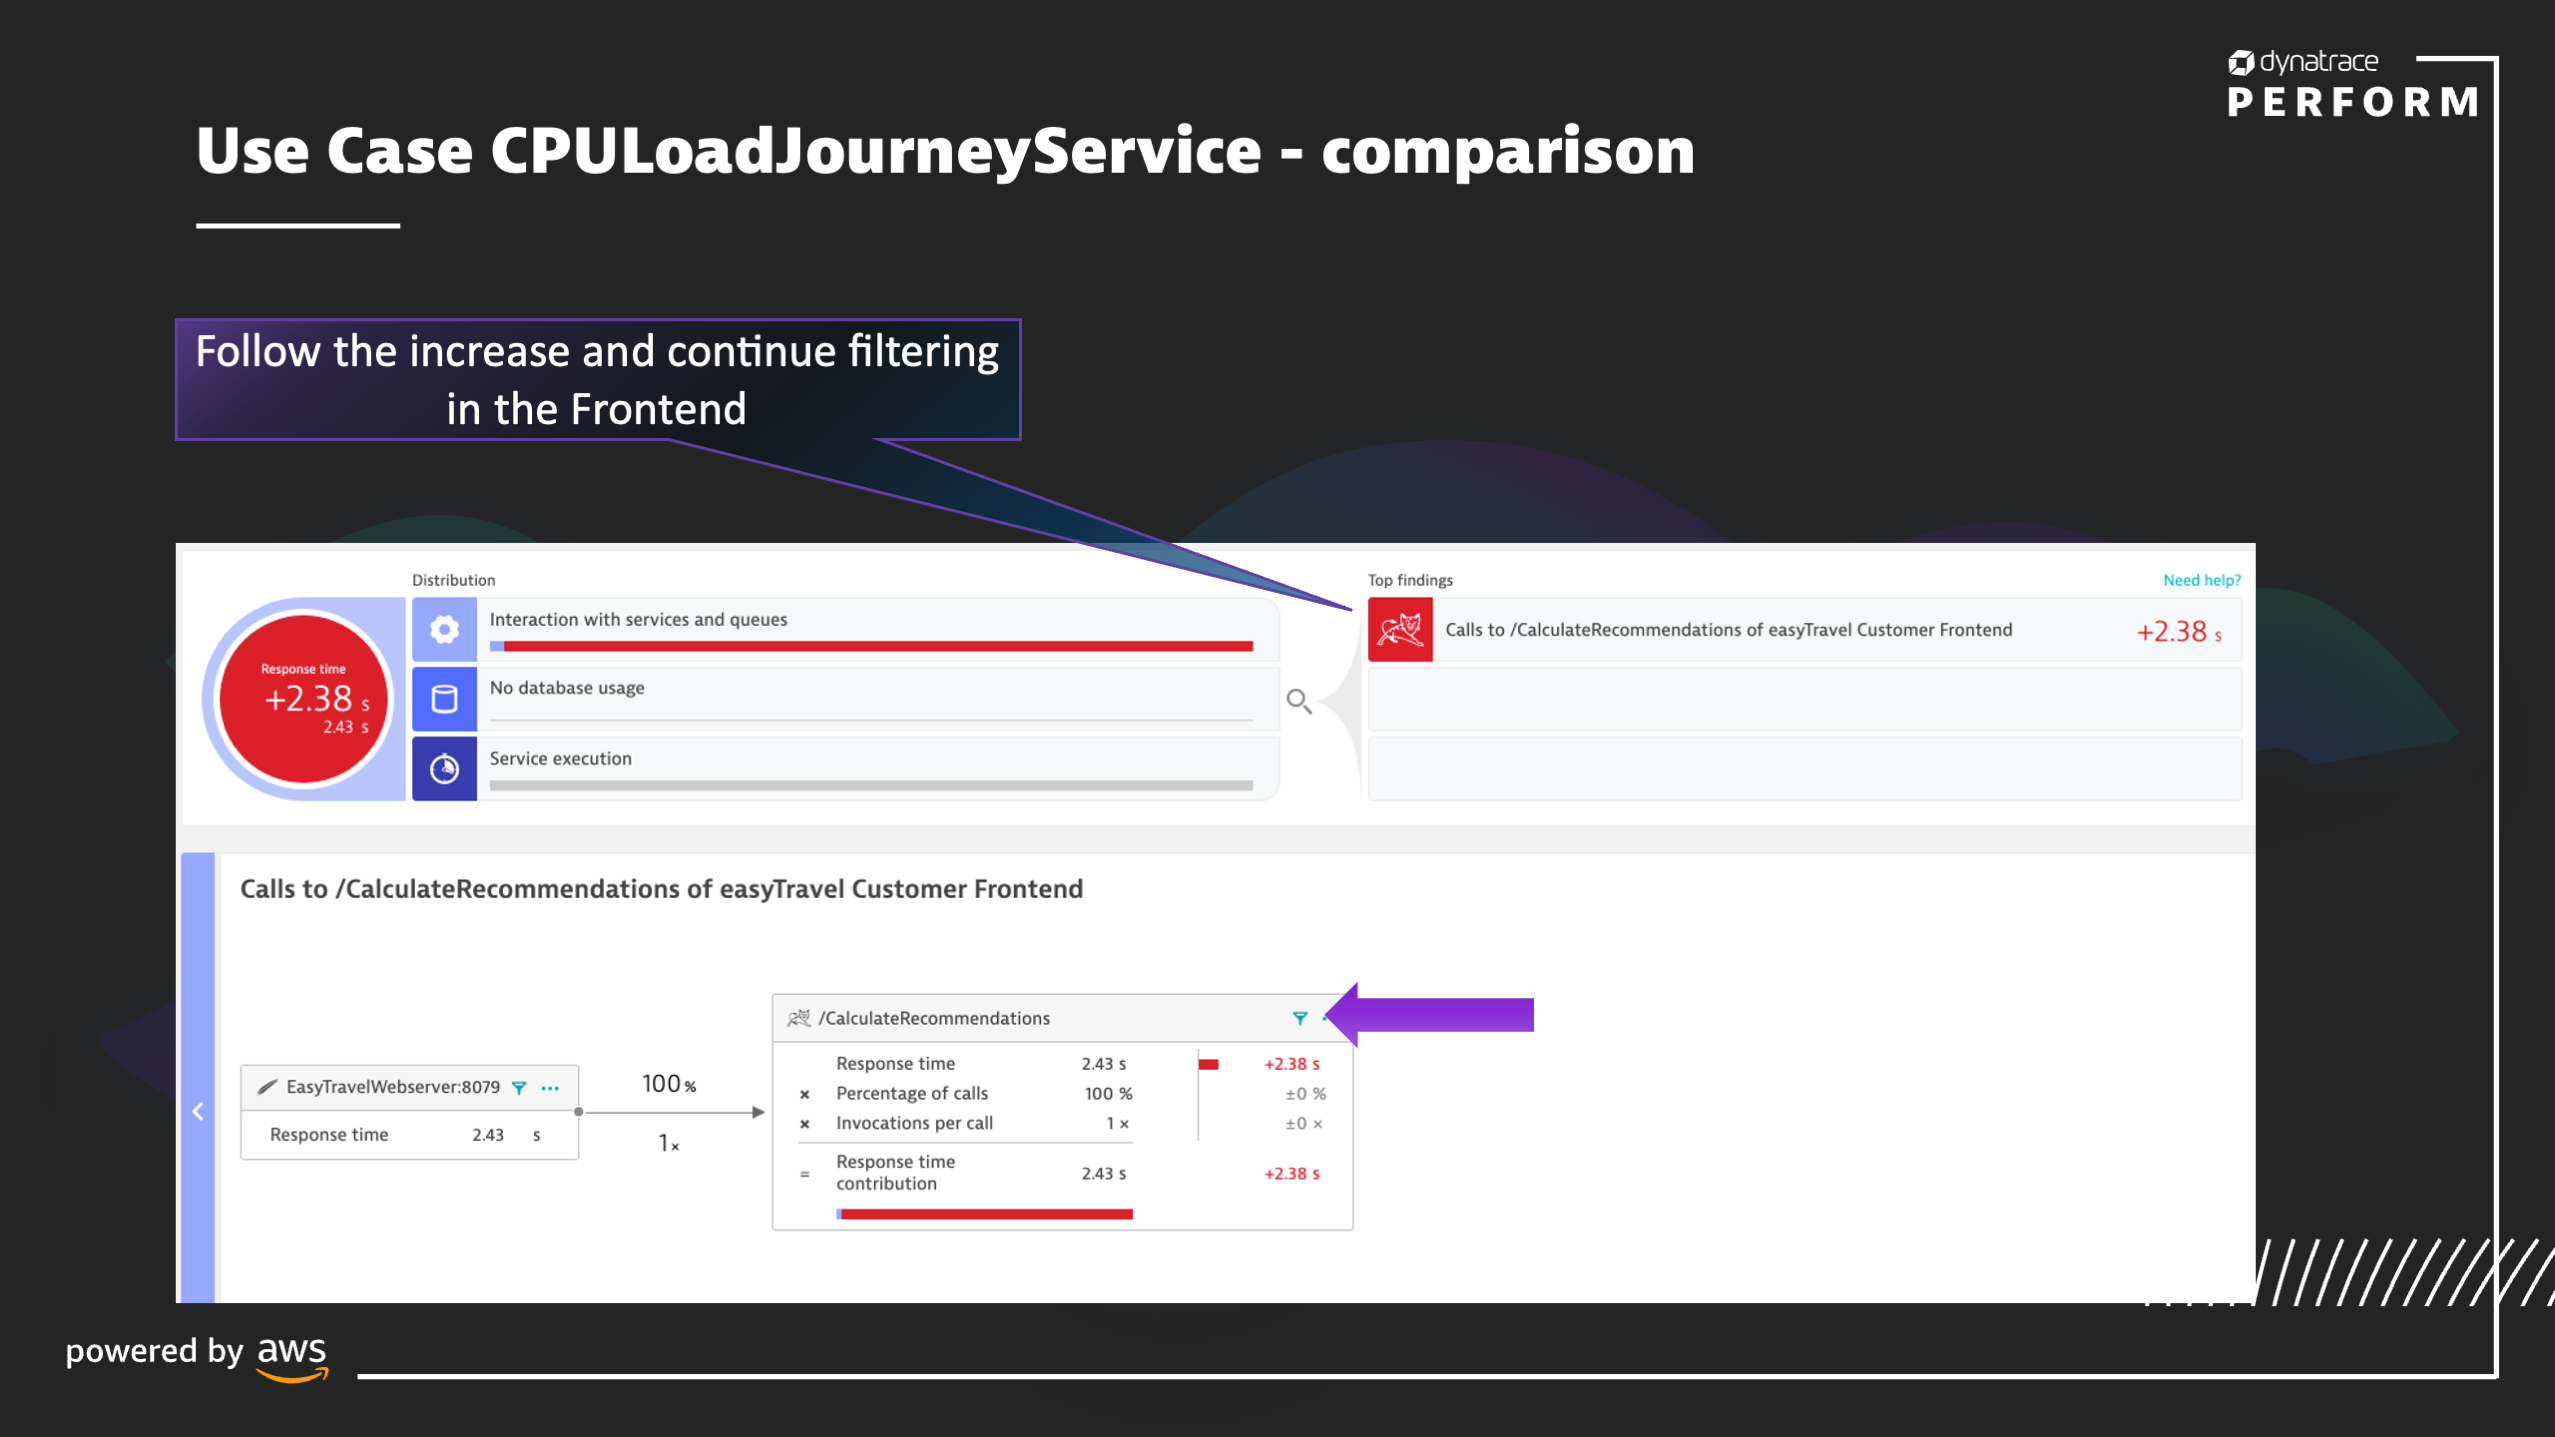 dynatrace
PERFORM
Use Case CPULoadJourneyService - comparison
Follow the increase and continue filtering
in the Frontend
Distribution
Top findings
Need help?
Response time
+2.38 s
2.43 s
Interaction with services and queues
No database usage
Service execution
Calls to /CalculateRecommendations of easyTravel Customer Frontend
+2.38 s
Calls to /CalculateRecommendations of easyTravel Customer Frontend
EasyTravelWebserver:8079
Response time 2.43 s
100 %
1 ×
/CalculateRecommendations
Response time 2.43 s +2.38 s
× Percentage of calls 100 % ±0 %
× Invocations per call 1 × ±0 ×
= Response time
contribution 2.43 s +2.38 s
powered by aws